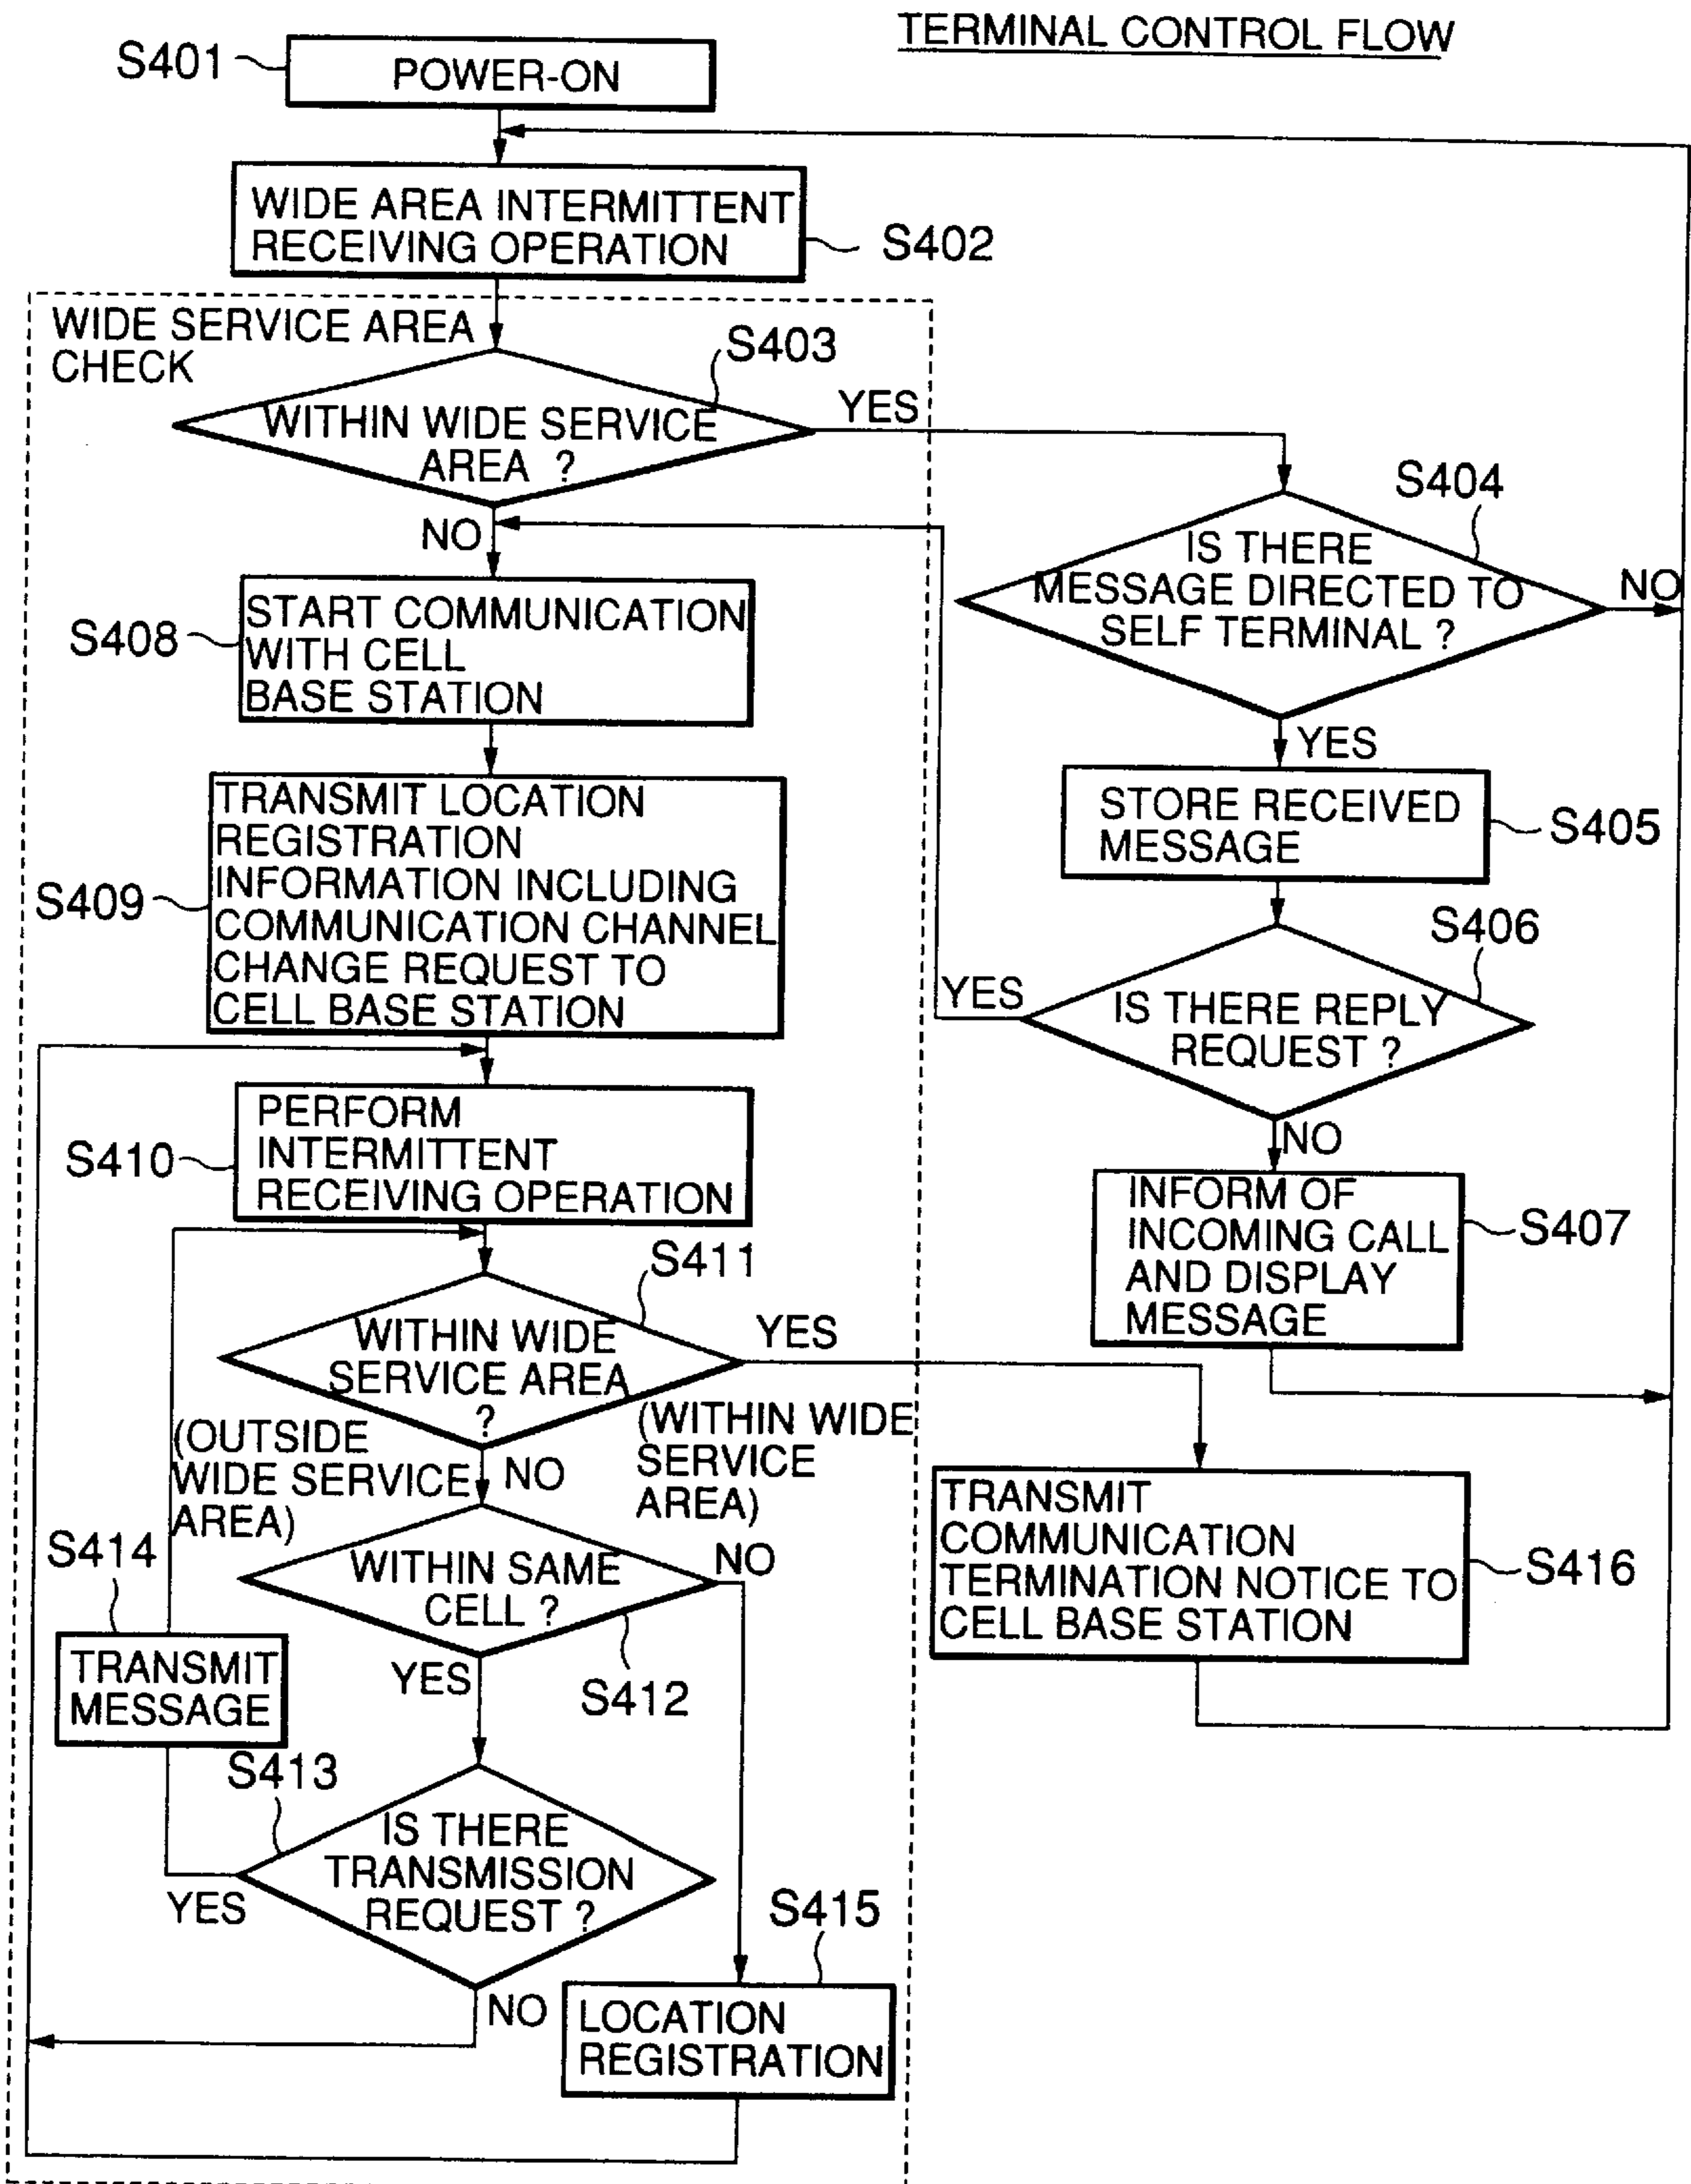 TERMINAL CONTROL FLOW
S401
POWER-ON
WIDE AREA INTERMITTENT
RECEIVING OPERATION
S402
WIDE SERVICE AREA
CHECK
S403
WITHIN WIDE SERVICE
AREA ?
YES
NO
S404
IS THERE
MESSAGE DIRECTED TO
SELF TERMINAL ?
NO
YES
S408
START COMMUNICATION
WITH CELL
BASE STATION
STORE RECEIVED
MESSAGE
S405
S409
TRANSMIT LOCATION
REGISTRATION
INFORMATION INCLUDING
COMMUNICATION CHANNEL
CHANGE REQUEST TO
CELL BASE STATION
S406
YES
IS THERE REPLY
REQUEST ?
NO
S410
PERFORM
INTERMITTENT
RECEIVING OPERATION
INFORM OF
INCOMING CALL
AND DISPLAY
MESSAGE
S407
S411
WITHIN WIDE
SERVICE AREA
?
YES
(OUTSIDE
WIDE SERVICE
AREA)
NO
(WITHIN WIDE
SERVICE
AREA)
TRANSMIT
COMMUNICATION
TERMINATION NOTICE TO
CELL BASE STATION
S416
WITHIN SAME
CELL ?
NO
YES
S412
S414
TRANSMIT
MESSAGE
S413
IS THERE
TRANSMISSION
REQUEST ?
YES
NO
S415
LOCATION
REGISTRATION